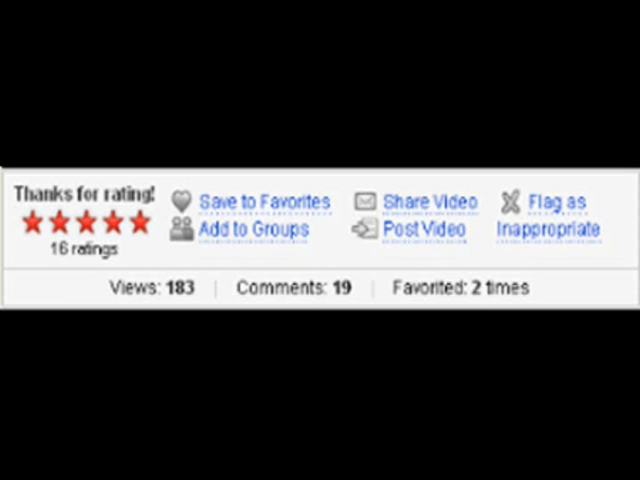 Thanks for rating!
16 ratings
Save to Favorites
Add to Groups
Share Video
Post Video
Flag as
Inappropriate
Views: 183 | Comments: 19 | Favorited: 2 times